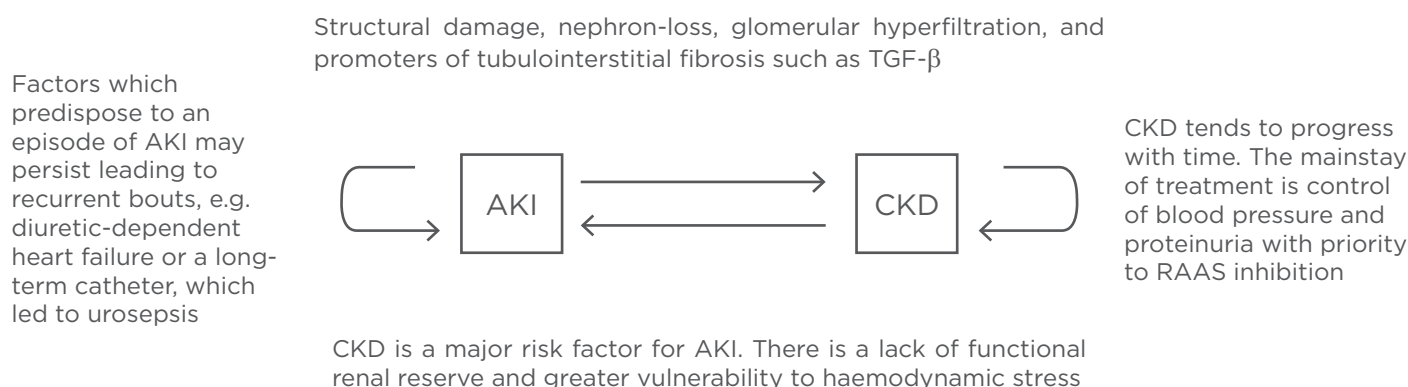 Structural damage, nephron-loss, glomerular hyperfiltration, and
promoters of tubulointerstitial fibrosis such as TGF-β
Factors which
predispose to an
episode of AKI may
persist leading to
recurrent bouts, e.g.
diuretic-dependent
heart failure or a long-
term catheter, which
led to urosepsis
AKI
CKD
CKD tends to progress
with time. The mainstay
of treatment is control
of blood pressure and
proteinuria with priority
to RAAS inhibition
CKD is a major risk factor for AKI. There is a lack of functional
renal reserve and greater vulnerability to haemodynamic stress